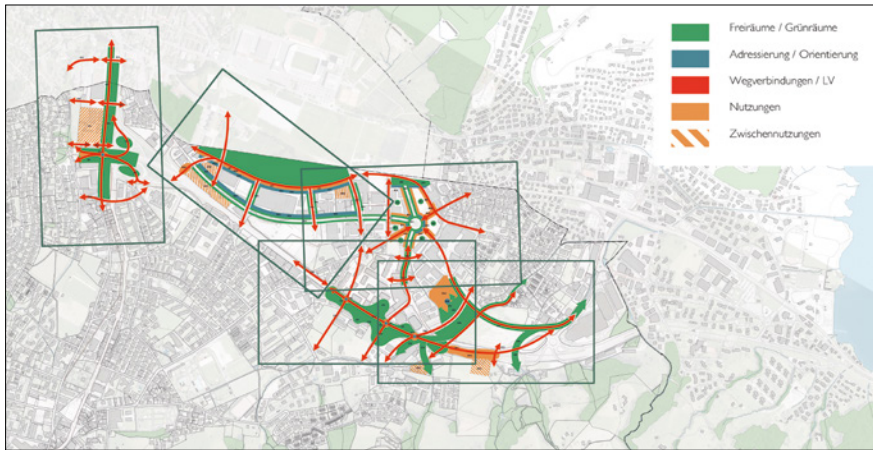 Freiräume / Grünräume
Adressierung / Orientierung
Wegverbindungen / LV
Nutzungen
Zwischennutzungen